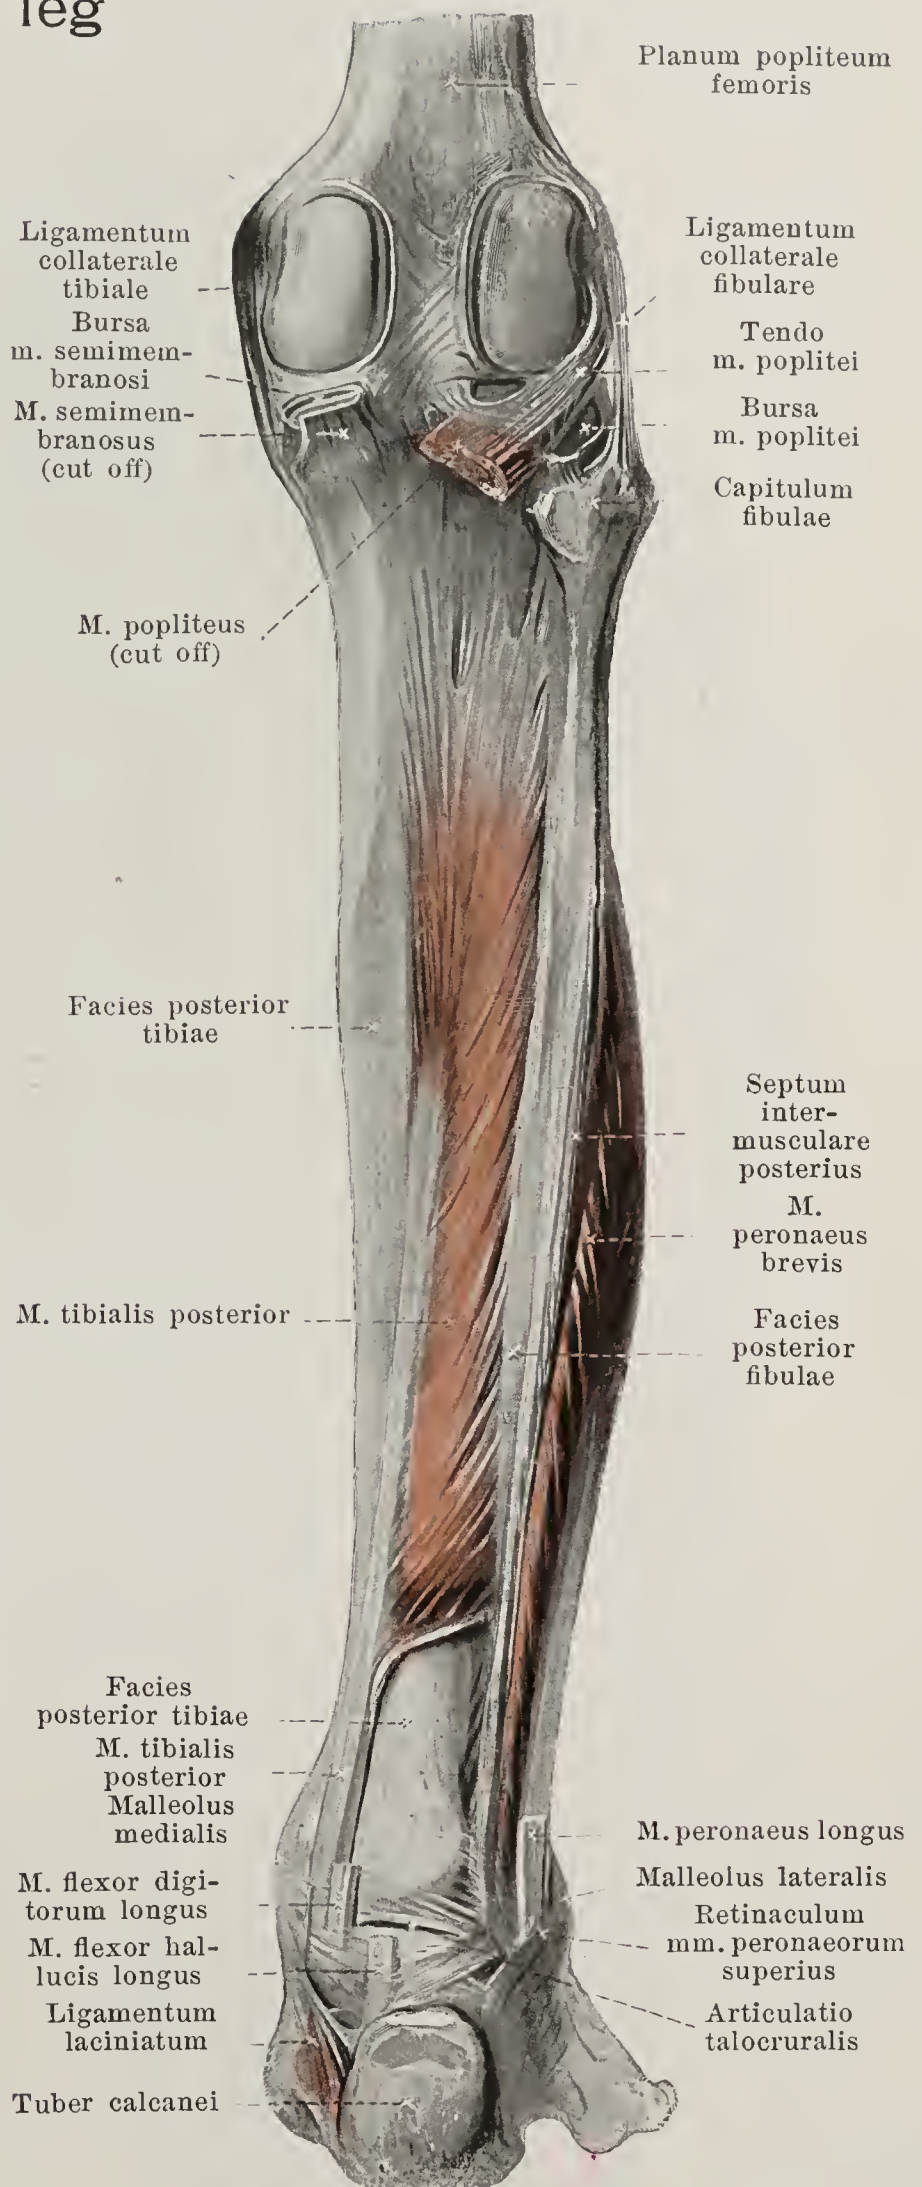 leg
Planum popliteum
femoris
Ligamentum
collaterale
tibiale
Bursa
m. semimem-
branosi
M. semimem-
branosus
(cut off)
M. popliteus
(cut off)
Facies posterior
tibiae
M. tibialis posterior
Facies
posterior tibiae
M. tibialis
posterior
Malleolus
medialis
M. flexor digi-
torum longus
M. flexor hal-
lucis longus
Ligamentum
laciniatum
Tuber calcanei
Ligamentum
collaterale
fibulare
Tendo
m. poplitei
Bursa
m. poplitei
Capitulum
fibulae
Septum
inter-
musculare
posterius
M.
peronaeus
brevis
Facies
posterior
fibulae
M. peronaeus longus
Malleolus lateralis
Retinaculum
mm. peronaeorum
superius
Articulatio
talocruralis